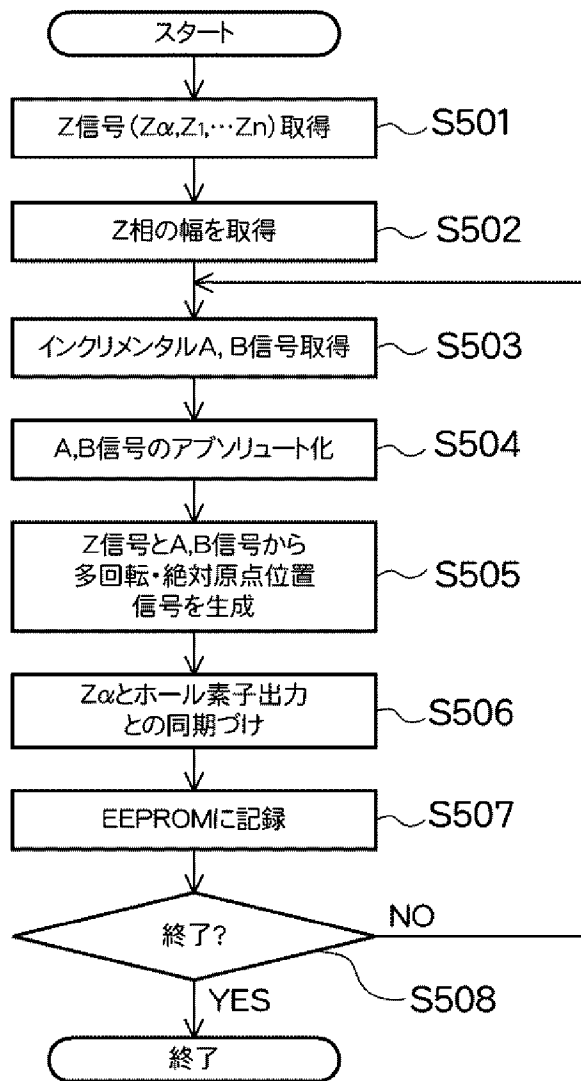 スタート
Z信号(Zα,Z1,…Zn)取得
S501
Z相の幅を取得
S502
インクリメンタルA, B信号取得
S503
A,B信号のアブソリュート化
S504
Z信号とA,B信号から
多回転・絶対原点位置
信号を生成
S505
Zαとホール素子出力
との同期づけ
S506
EEPROMに記録
S507
終了?
NO
S508
YES
終了